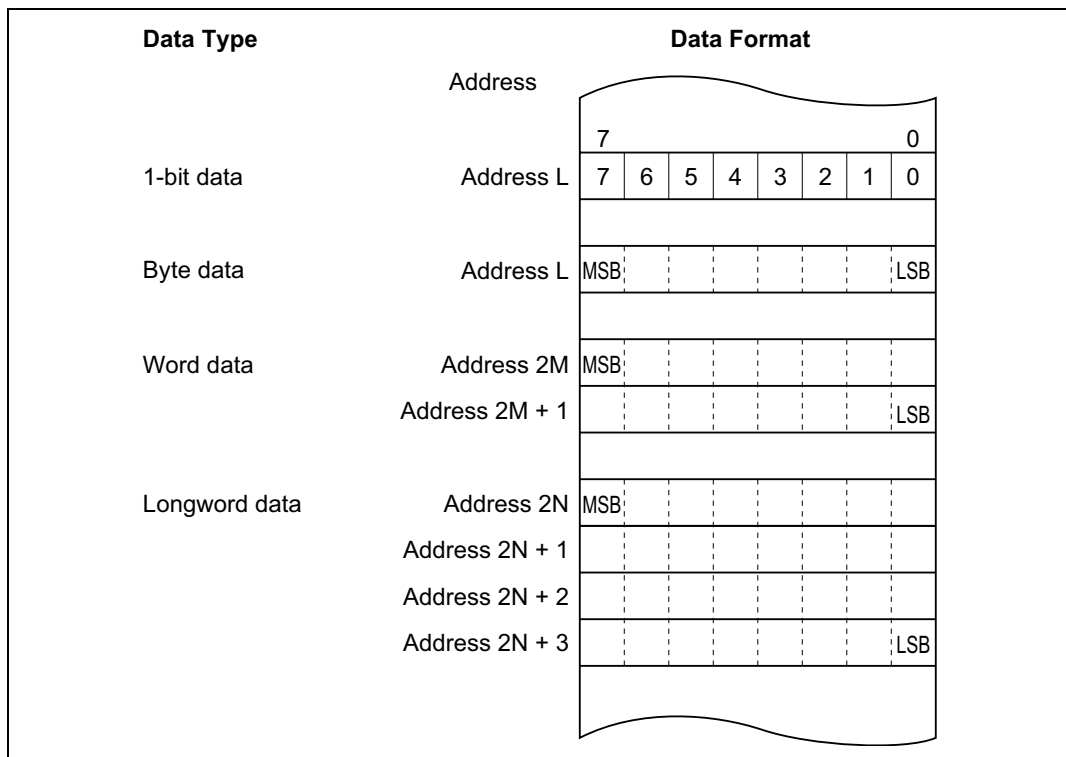 Data Type Data Format
Address
7 0
1-bit data Address L 7 6 5 4 3 2 1 0
Byte data Address L MSB LSB
Word data Address 2M MSB
Address 2M + 1 LSB
Longword data Address 2N MSB
Address 2N + 1
Address 2N + 2
Address 2N + 3 LSB